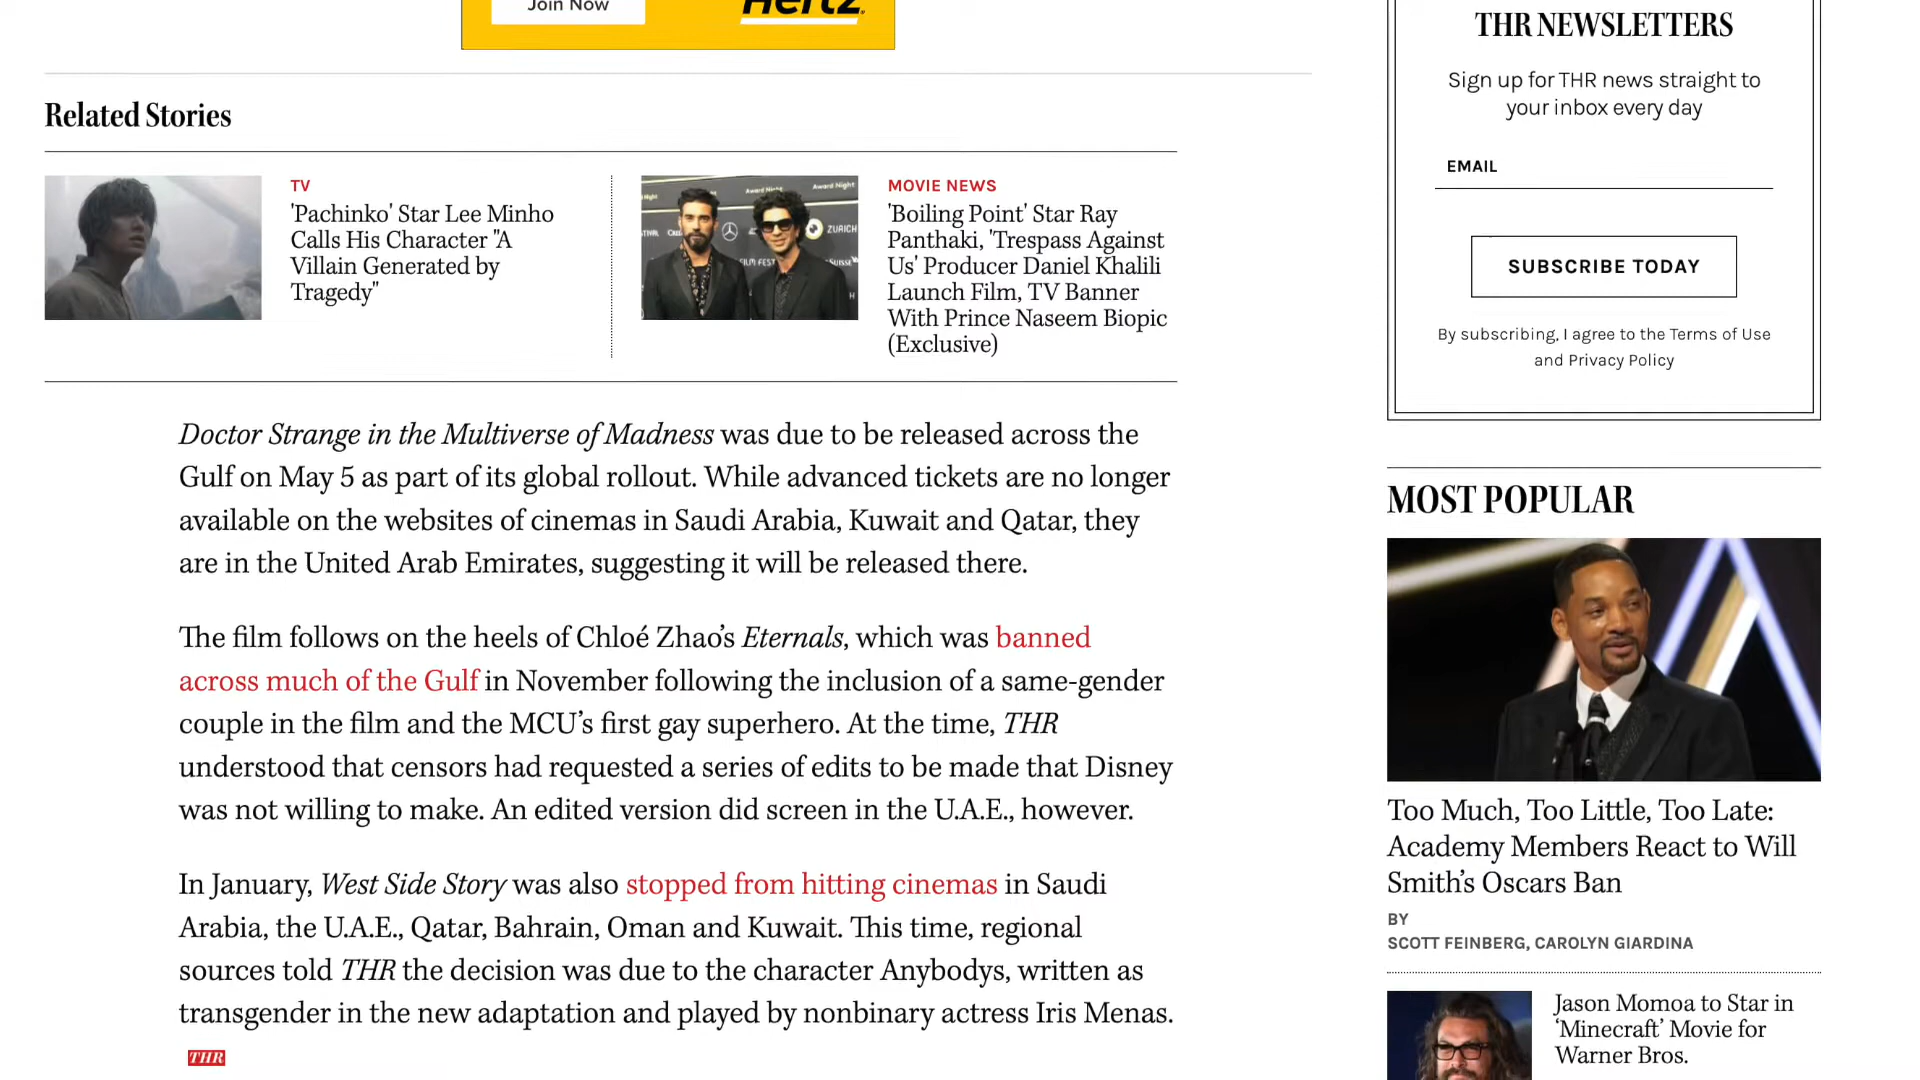 Join Now
Hertz
THR NEWSLETTERS
Sign up for THR news straight to
your inbox every day
EMAIL
SUBSCRIBE TODAY
By subscribing, I agree to the Terms of Use
and Privacy Policy
Related Stories
TV
'Pachinko' Star Lee Minho
Calls His Character "A
Villain Generated by
Tragedy"
Award Night
Award Night
ZURICH
FILM FEST
MOVIE NEWS
'Boiling Point' Star Ray
Panthaki, 'Trespass Against
Us' Producer Daniel Khalili
Launch Film, TV Banner
With Prince Naseem Biopic
(Exclusive)
Doctor Strange in the Multiverse of Madness was due to be released across the
Gulf on May 5 as part of its global rollout. While advanced tickets are no longer
available on the websites of cinemas in Saudi Arabia, Kuwait and Qatar, they
are in the United Arab Emirates, suggesting it will be released there.
The film follows on the heels of Chloé Zhao’s Eternals, which was banned
across much of the Gulf in November following the inclusion of a same-gender
couple in the film and the MCU’s first gay superhero. At the time, THR
understood that censors had requested a series of edits to be made that Disney
was not willing to make. An edited version did screen in the U.A.E., however.
In January, West Side Story was also stopped from hitting cinemas in Saudi
Arabia, the U.A.E., Qatar, Bahrain, Oman and Kuwait. This time, regional
sources told THR the decision was due to the character Anybodys, written as
transgender in the new adaptation and played by nonbinary actress Iris Menas.
THR
MOST POPULAR
Too Much, Too Little, Too Late:
Academy Members React to Will
Smith’s Oscars Ban
BY
SCOTT FEINBERG, CAROLYN GIARDINA
Jason Momoa to Star in
‘Minecraft’ Movie for
Warner Bros.